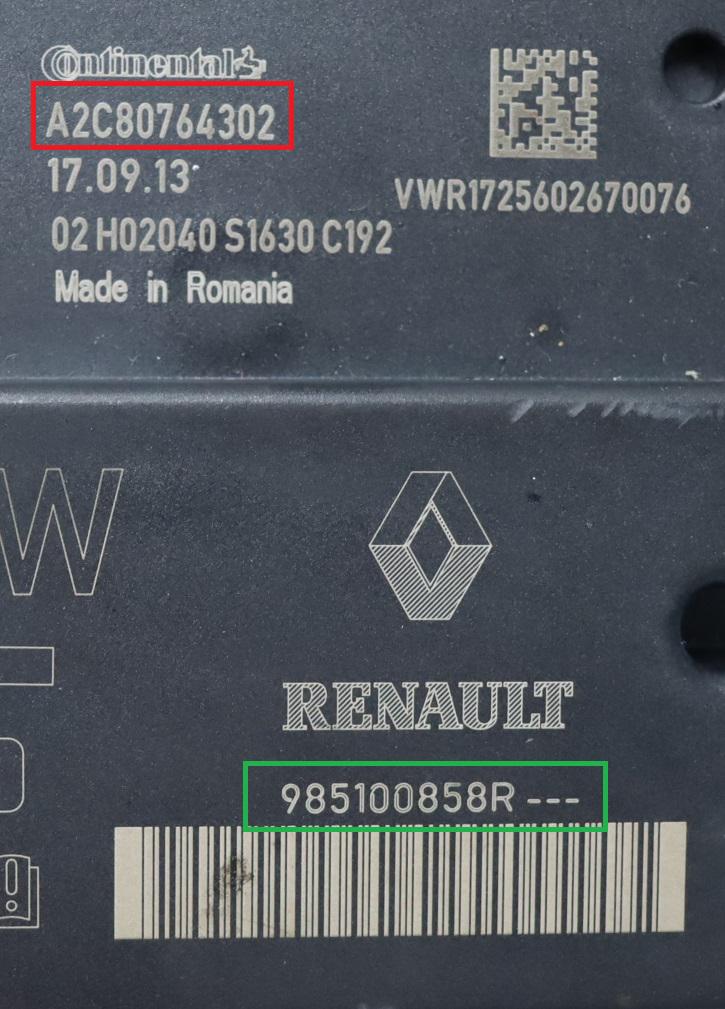 Continental
A2C80764302
17.09.13
VWR1725602670076
02 H02040 S1630 C192
Made in Romania
W
RENAULT
985100858R ---